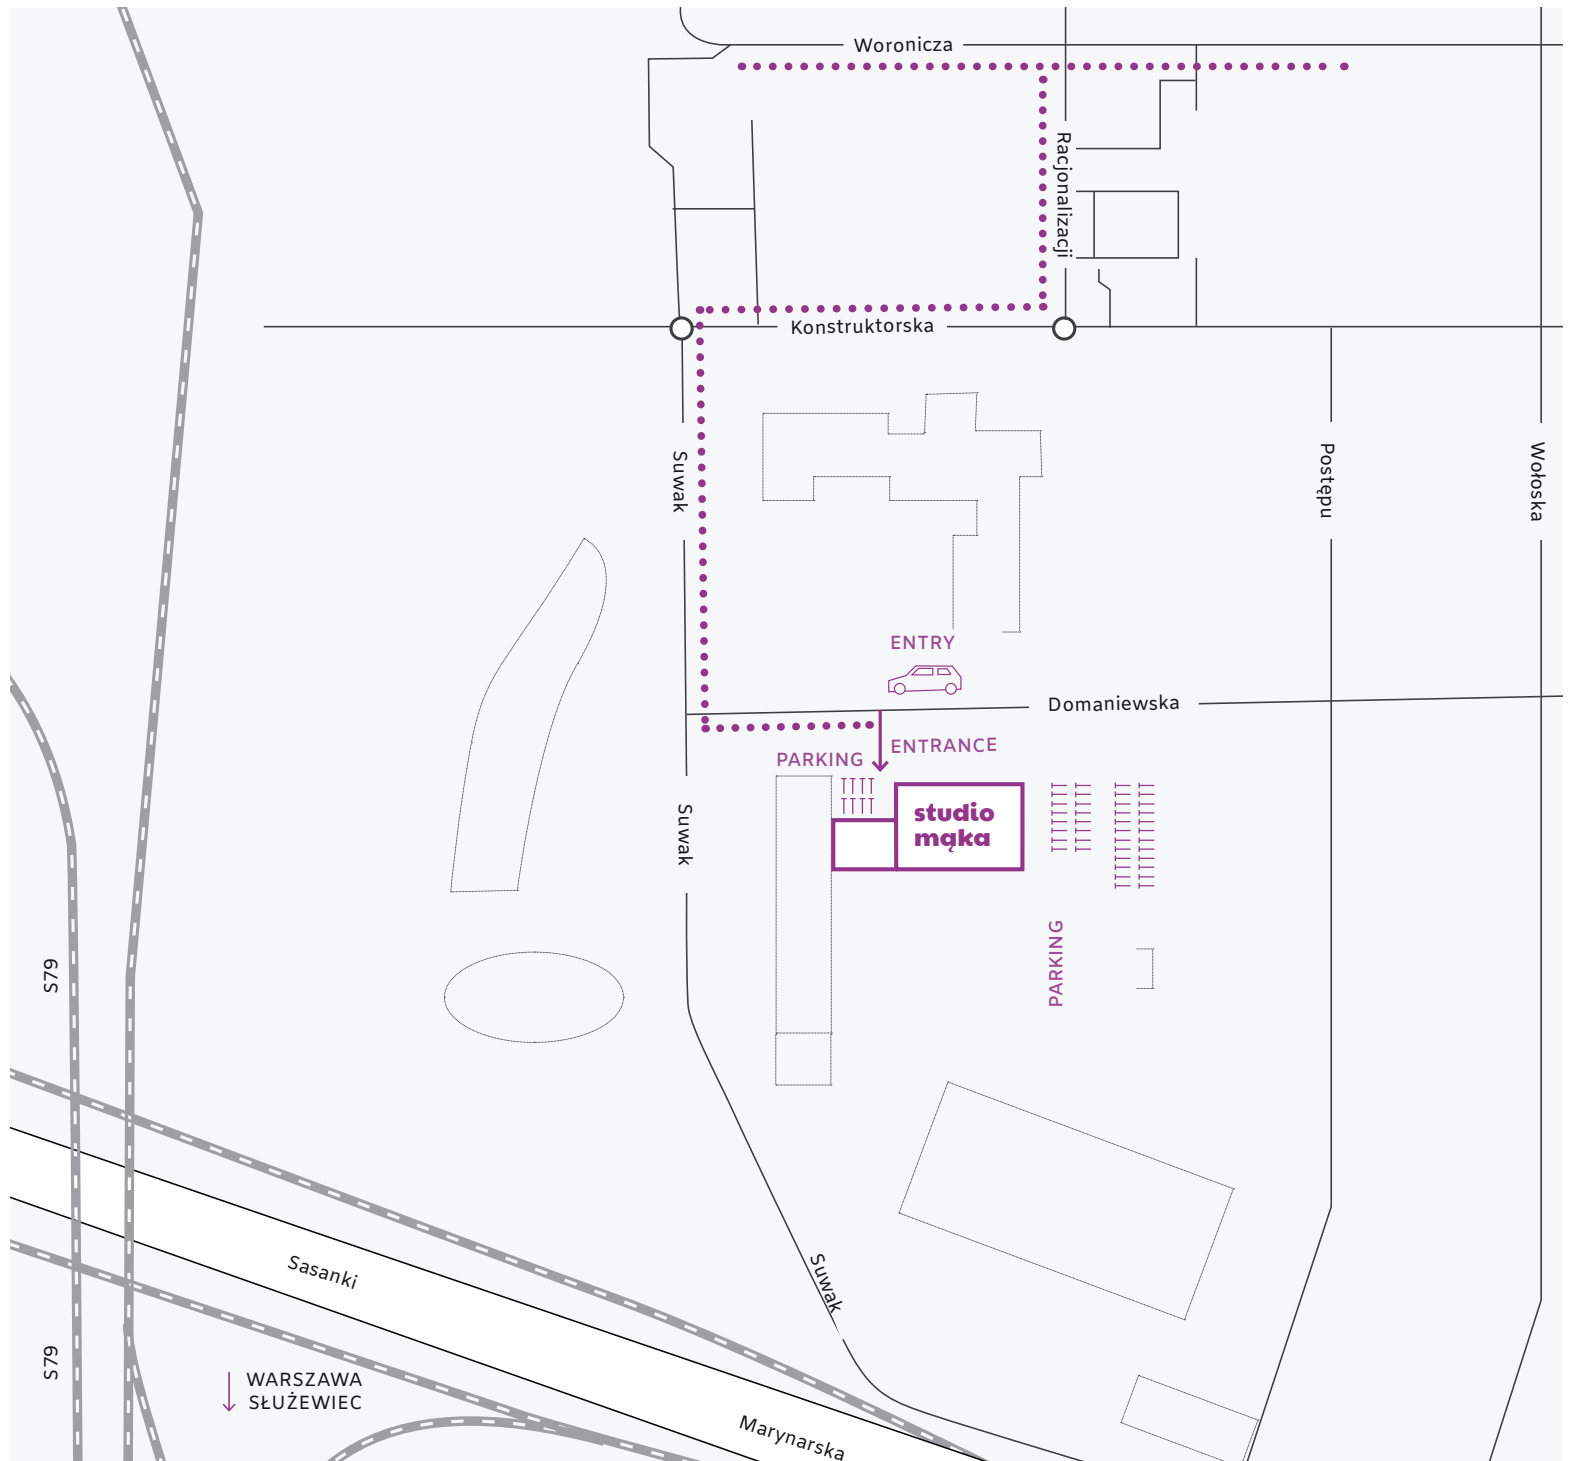 Woronicza
Racjonalizacji
Konstruktorska
Suwak
Postępu
Wołoska
ENTRY
Domaniewska
ENTRANCE
PARKING
studio
mąka
Suwak
PARKING
S79
Suwak
Sasanki
S79
WARSZAWA
SŁUŻEWIEC
Marynarska